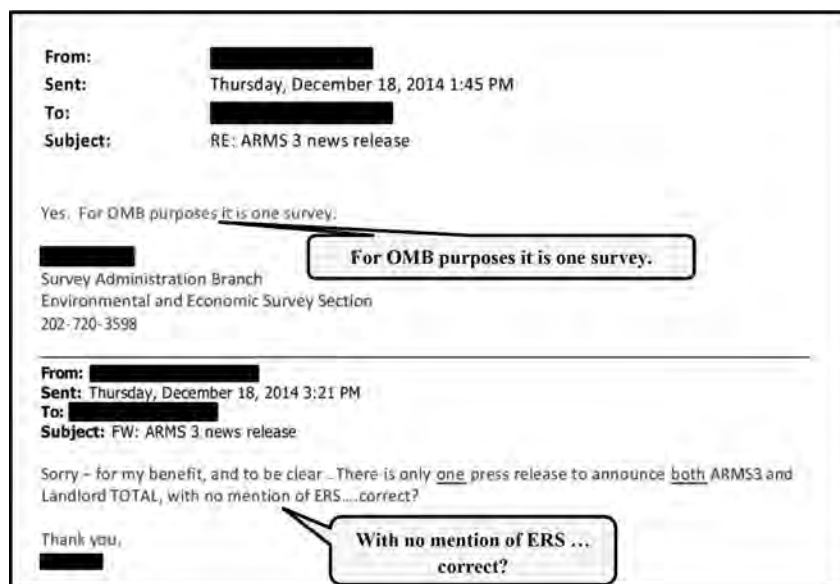 From:
Sent: Thursday, December 18, 2014 1:45 PM
To:
Subject: RE: ARMS 3 news release
Yes. For OMB purposes it is one survey.
For OMB purposes it is one survey.
Survey Administration Branch
Environmental and Economic Survey Section
202-720-3598
From:
Sent: Thursday, December 18, 2014 3:21 PM
To:
Subject: FW: ARMS 3 news release
Sorry – for my benefit, and to be clear...There is only one press release to announce both ARMS3 and
Landlord TOTAL, with no mention of ERS....correct?
With no mention of ERS ...
correct?
Thank you,